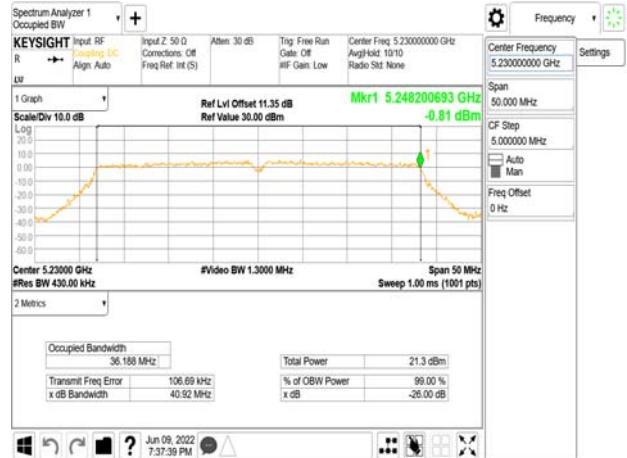 Spectrum Analyzer 1
Occupied BW
KEYSIGHT
R
Input: RF
Coupling: DC
Align: Auto
Input Z: 50 Ω
Corrections: Off
Freq Ref: Int (S)
Atten: 30 dB
Trig: Free Run
Gate: Off
#IF Gain: Low
Center Freq: 5.230000000 GHz
Avg|Hold: 10/10
Radio Std: None
1 Graph
Scale/Div 10.0 dB
Ref Lvl Offset 11.35 dB
Ref Value 30.00 dBm
Mkr1 5.248200693 GHz
-0.81 dBm
Log
20.0
10.0
0.00
-10.0
-20.0
-30.0
-40.0
-50.0
-60.0
1
Center 5.23000 GHz
#Res BW 430.00 kHz
#Video BW 1.3000 MHz
Span 50 MHz
Sweep 1.00 ms (1001 pts)
2 Metrics
Occupied Bandwidth
36.188 MHz
Transmit Freq Error 106.69 kHz
x dB Bandwidth 40.92 MHz
Total Power 21.3 dBm
% of OBW Power 99.00 %
x dB -26.00 dB
Jun 09, 2022
7:37:39 PM
Frequency
Center Frequency
5.230000000 GHz
Settings
Span
50.000 MHz
CF Step
5.000000 MHz
Auto
Man
Freq Offset
0 Hz